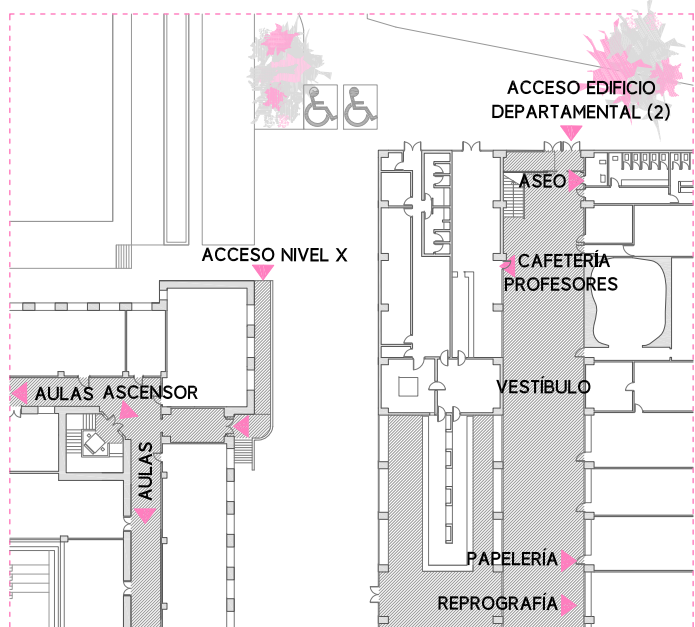 ACCESO EDIFICIO
DEPARTAMENTAL (2)
ASEO
ACCESO NIVEL X
CAFETERÍA
PROFESORES
AULAS
ASCENSOR
VESTÍBULO
AULAS
PAPELERÍA
REPROGRAFÍA